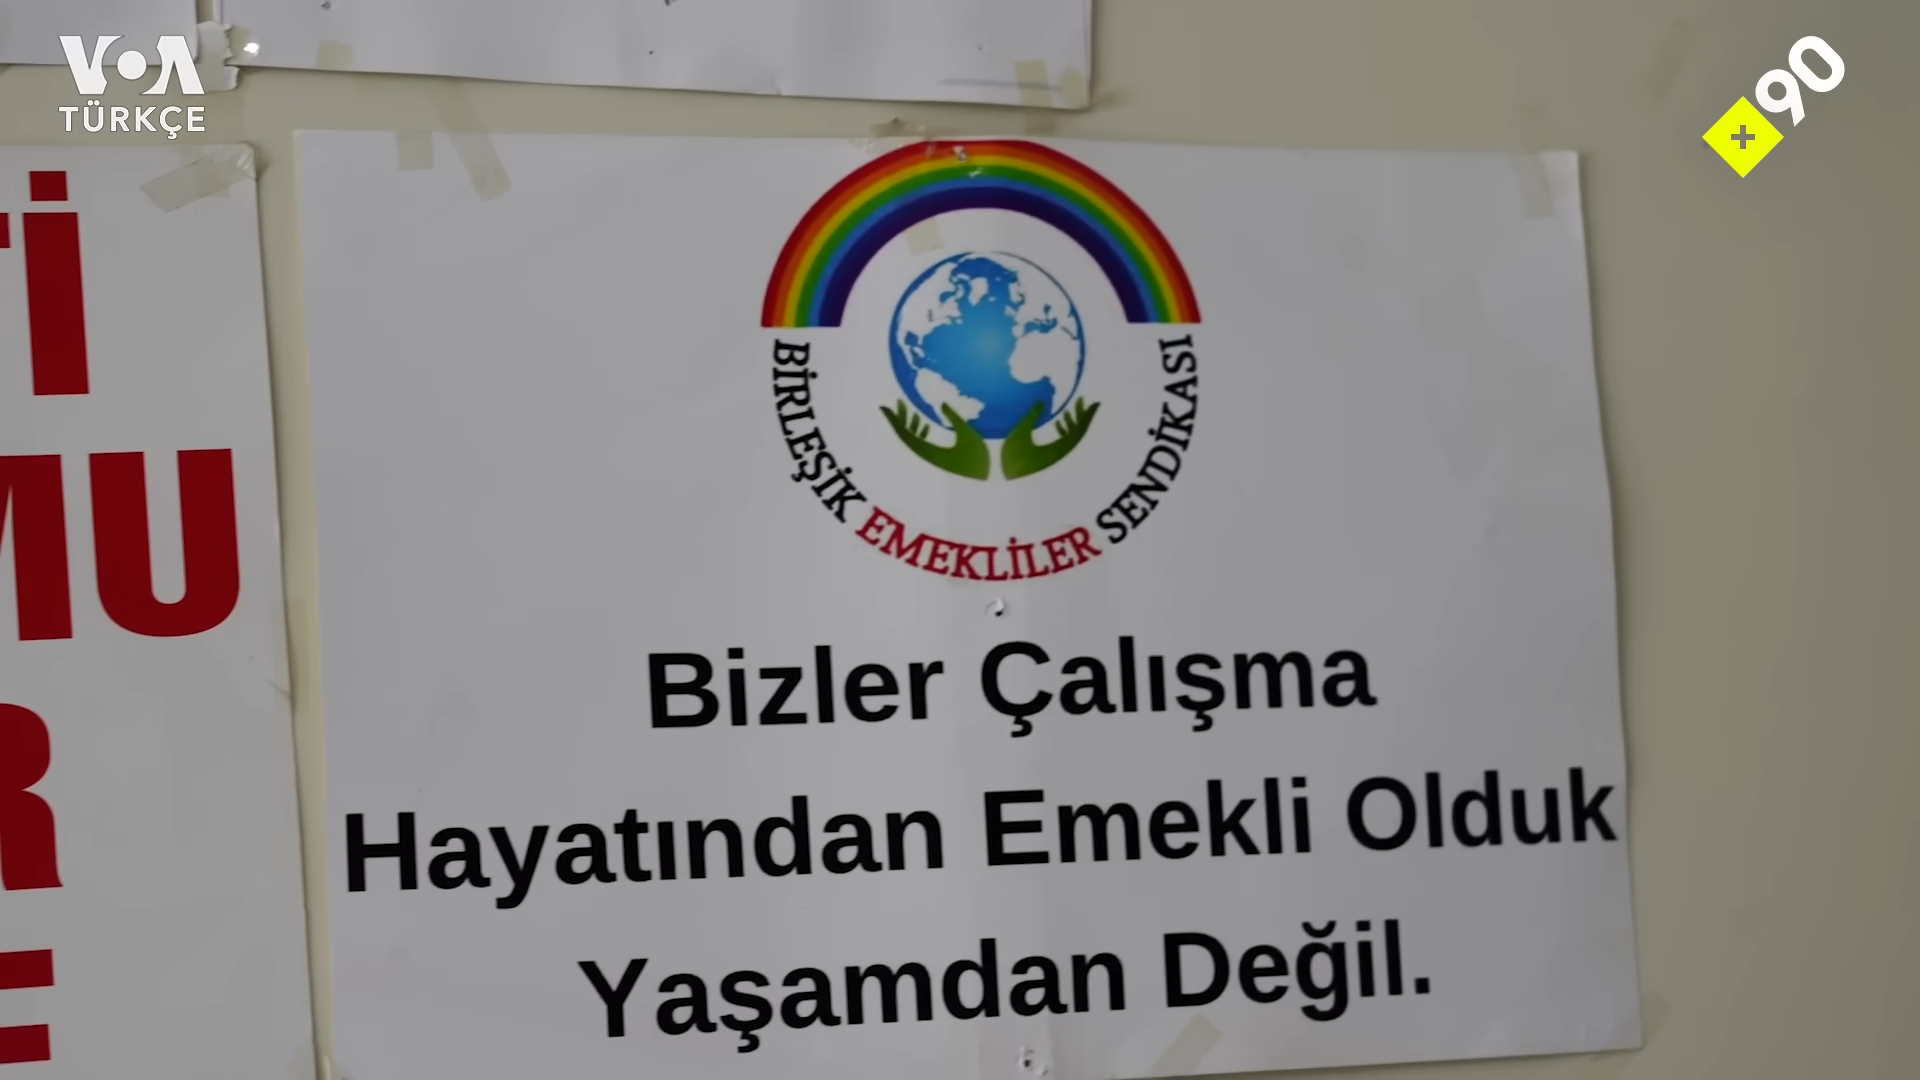 VOA
TÜRKÇE
+90
BİRLEŞİK EMEKLİLER SENDİKASI
Bizler Çalışma
Hayatından Emekli Olduk
Yaşamdan Değil.